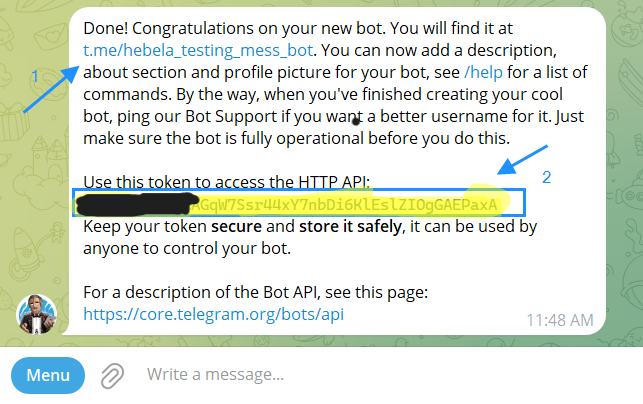 Done! Congratulations on your new bot. You will find it at
t.me/hebela_testing_mess_bot. You can now add a description,
1
about section and profile picture for your bot, see /help for a list of
commands. By the way, when you've finished creating your cool
bot, ping our Bot Support if you want a better username for it. Just
make sure the bot is fully operational before you do this.
Use this token to access the HTTP API:
2
AGqW7Ssr44xY7nbDi6KlEslZIOgGAEPaxA
Keep your token secure and store it safely, it can be used by
anyone to control your bot.
For a description of the Bot API, see this page:
https://core.telegram.org/bots/api
11:48 AM
Menu
Write a message...